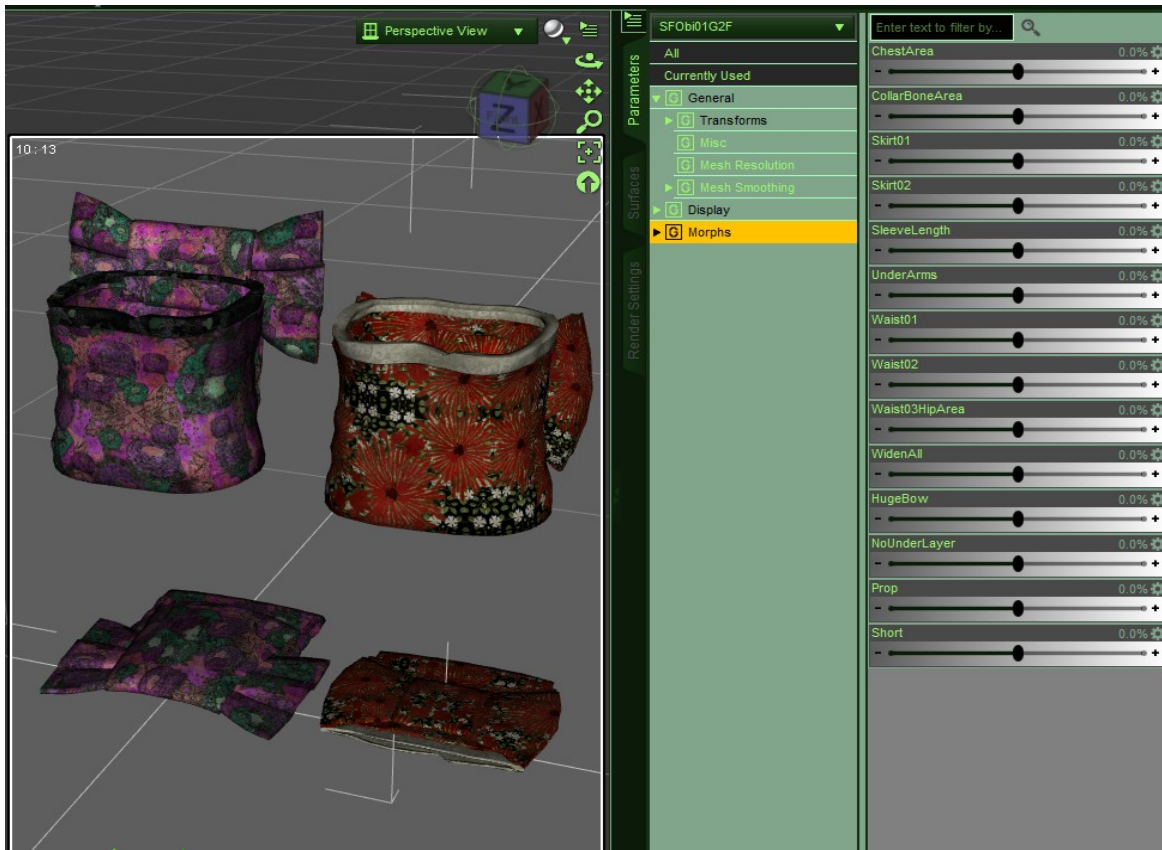 Perspective View
10 : 13
Parameters
Surfaces
Render Settings
SFObi01G2F
All
Currently Used
G General
G Transforms
G Misc
G Mesh Resolution
G Mesh Smoothing
G Display
G Morphs
Enter text to filter by...
ChestArea 0.0%
- +
CollarBoneArea 0.0%
- +
Skirt01 0.0%
- +
Skirt02 0.0%
- +
SleeveLength 0.0%
- +
UnderArms 0.0%
- +
Waist01 0.0%
- +
Waist02 0.0%
- +
Waist03HipArea 0.0%
- +
WidenAll 0.0%
- +
HugeBow 0.0%
- +
NoUnderLayer 0.0%
- +
Prop 0.0%
- +
Short 0.0%
- +